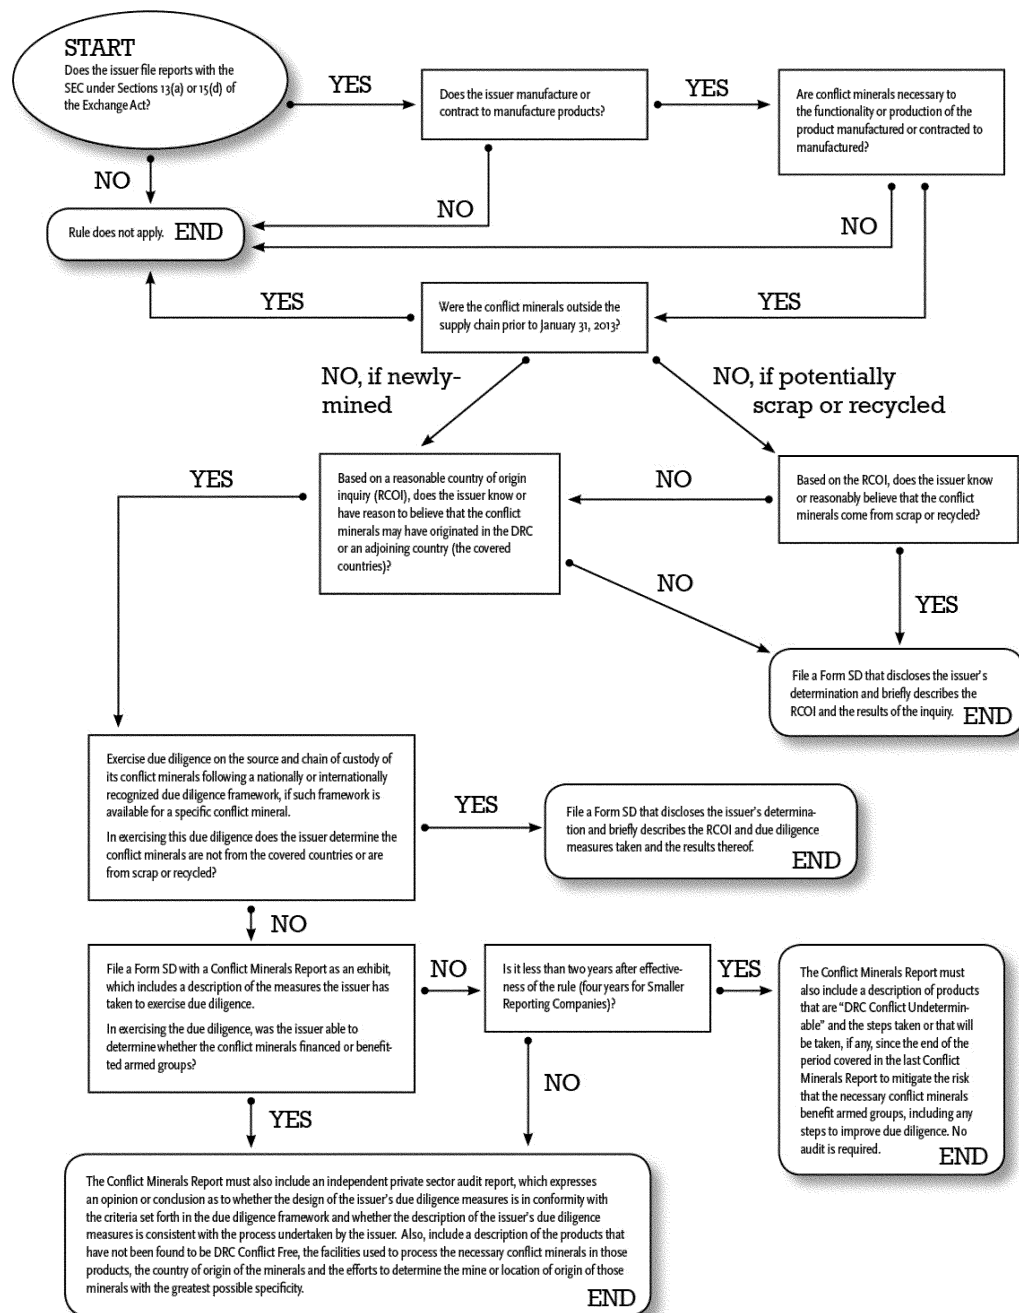 START
Does the issuer file reports with the
SEC under Sections 13(a) or 15(d) of
the Exchange Act?
YES
Does the issuer manufacture or
contract to manufacture products?
YES
Are conflict minerals necessary to
the functionality or production of the
product manufactured or contracted to
manufactured?
NO
NO
NO
Rule does not apply. END
YES
Were the conflict minerals outside the
supply chain prior to January 31, 2013?
YES
NO, if newly-
mined
NO, if potentially
scrap or recycled
YES
Based on a reasonable country of origin
inquiry (RCOI), does the issuer know or
have reason to believe that the conflict
minerals may have originated in the DRC
or an adjoining country (the covered
countries)?
NO
Based on the RCOI, does the issuer know
or reasonably believe that the conflict
minerals come from scrap or recycled?
NO
YES
File a Form SD that discloses the issuer's
determination and briefly describes the
RCOI and the results of the inquiry. END
Exercise due diligence on the source and chain of custody of
its conflict minerals following a nationally or internationally
recognized due diligence framework, if such framework is
available for a specific conflict mineral.
In exercising this due diligence does the issuer determine the
conflict minerals are not from the covered countries or are
from scrap or recycled?
YES
File a Form SD that discloses the issuer's determina-
tion and briefly describes the RCOI and due diligence
measures taken and the results thereof.
END
NO
File a Form SD with a Conflict Minerals Report as an exhibit,
which includes a description of the measures the issuer has
taken to exercise due diligence.
In exercising the due diligence, was the issuer able to
determine whether the conflict minerals financed or benefit-
ted armed groups?
NO
Is it less than two years after effective-
ness of the rule (four years for Smaller
Reporting Companies)?
YES
The Conflict Minerals Report must
also include a description of products
that are "DRC Conflict Undetermin-
able" and the steps taken or that will
be taken, if any, since the end of the
period covered in the last Conflict
Minerals Report to mitigate the risk
that the necessary conflict minerals
benefit armed groups, including any
steps to improve due diligence. No
audit is required.
END
YES
NO
The Conflict Minerals Report must also include an independent private sector audit report, which expresses
an opinion or conclusion as to whether the design of the issuer's due diligence measures is in conformity with
the criteria set forth in the due diligence framework and whether the description of the issuer's due diligence
measures is consistent with the process undertaken by the issuer. Also, include a description of the products that
have not been found to be DRC Conflict Free, the facilities used to process the necessary conflict minerals in those
products, the country of origin of the minerals and the efforts to determine the mine or location of origin of those
minerals with the greatest possible specificity.
END